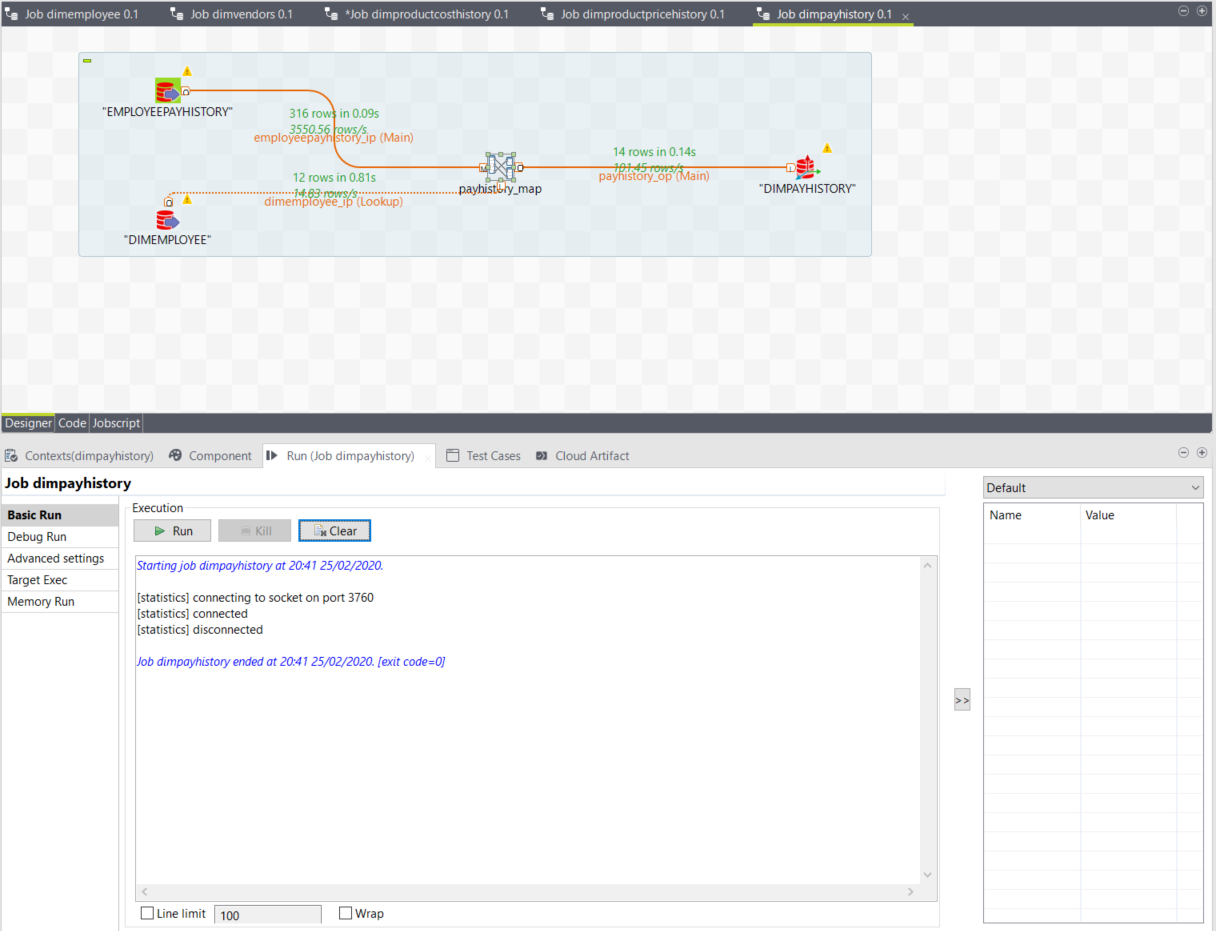 Job dimemployee 0.1
Job dimvendors 0.1
*Job dimproductcosthistory 0.1
Job dimproductpricehistory 0.1
Job dimpayhistory 0.1
"EMPLOYEEPAYHISTORY"
316 rows in 0.09s
3550.56 rows/s
employeepayhistory_ip (Main)
12 rows in 0.81s
14.83 rows/s
dimemployee_ip (Lookup)
"DIMEMPLOYEE"
payhistory_map
14 rows in 0.14s
101.45 rows/s
payhistory_op (Main)
"DIMPAYHISTORY"
Designer Code Jobscript
Contexts(dimpayhistory) Component Run (Job dimpayhistory) Test Cases Cloud Artifact
Job dimpayhistory
Basic Run
Debug Run
Advanced settings
Target Exec
Memory Run
Execution
Run Kill Clear
Starting job dimpayhistory at 20:41 25/02/2020.
[statistics] connecting to socket on port 3760
[statistics] connected
[statistics] disconnected
Job dimpayhistory ended at 20:41 25/02/2020. [exit code=0]
Line limit 100 Wrap
>>
Default
Name Value